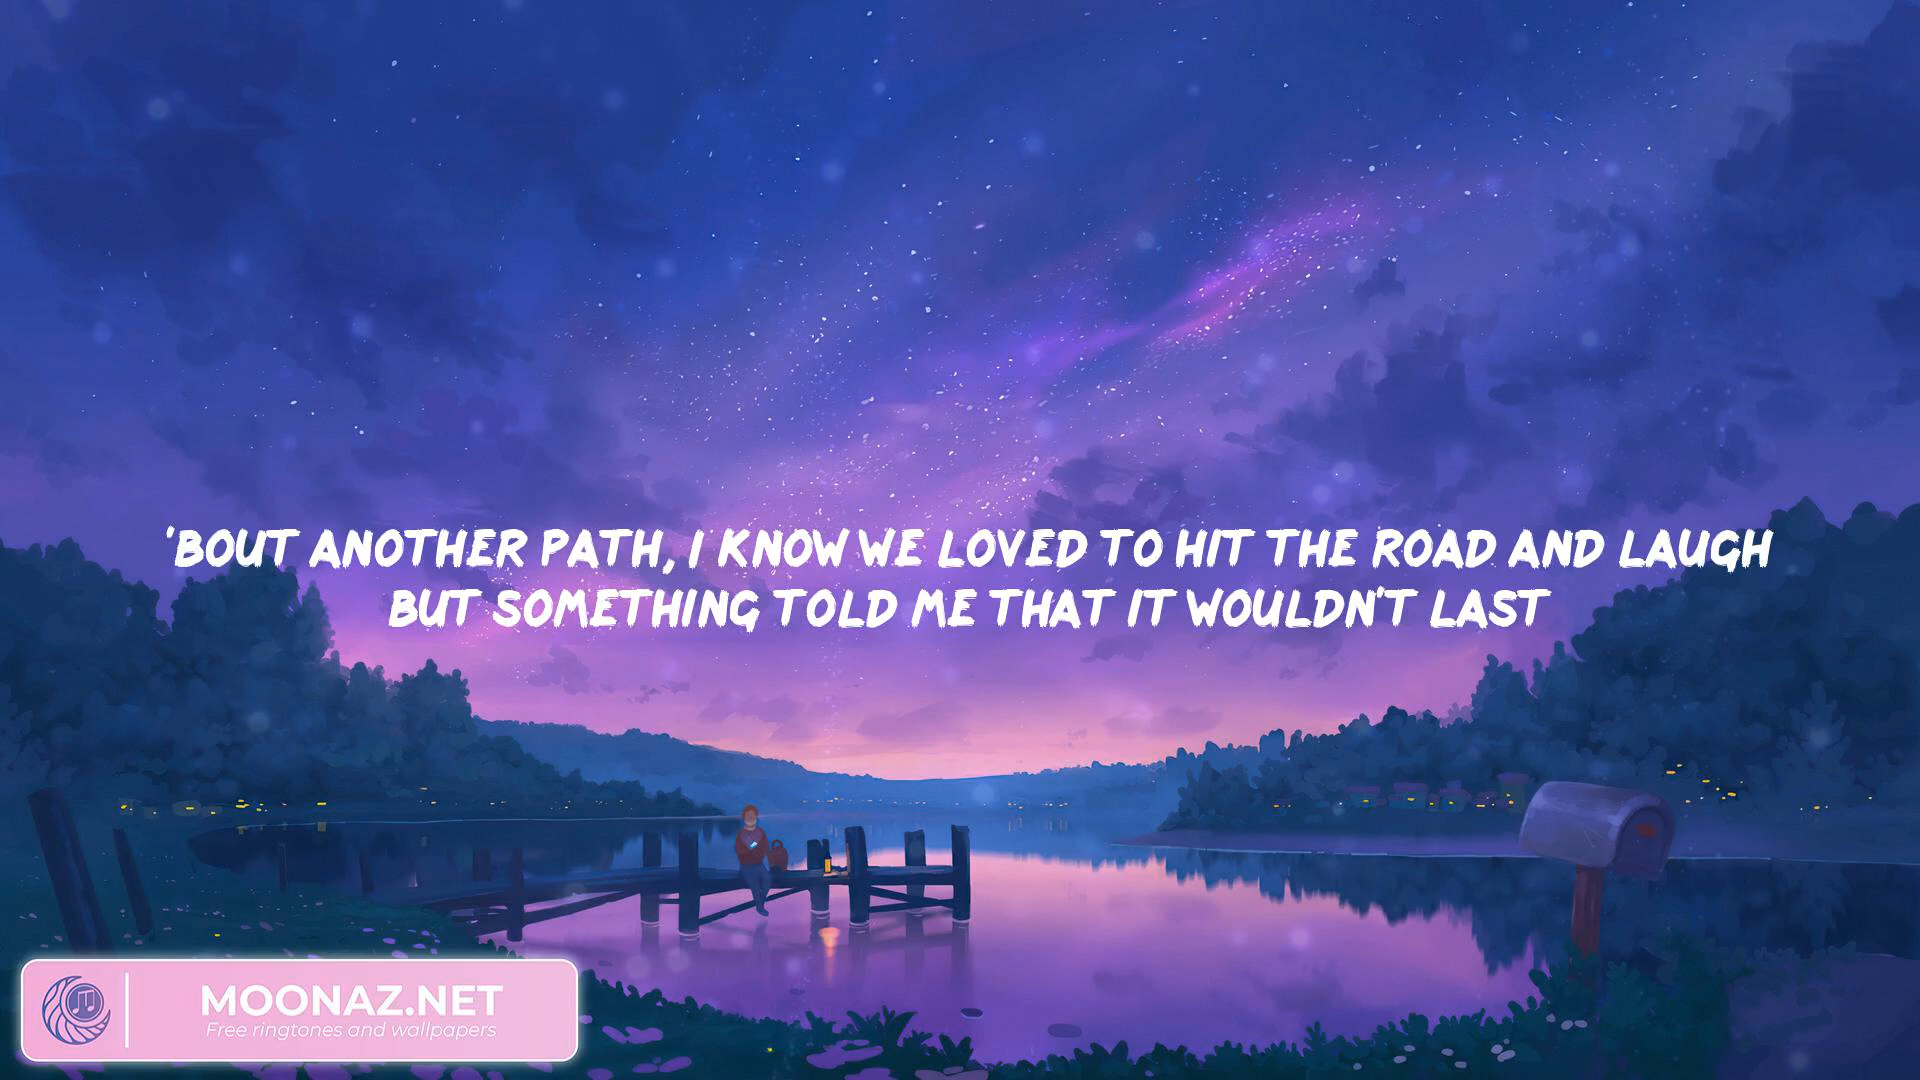 'BOUT ANOTHER PATH, I KNOW WE LOVED TO HIT THE ROAD AND LAUGH
BUT SOMETHING TOLD ME THAT IT WOULDN'T LAST
MOONAZ.NET
Free ringtones and wallpapers